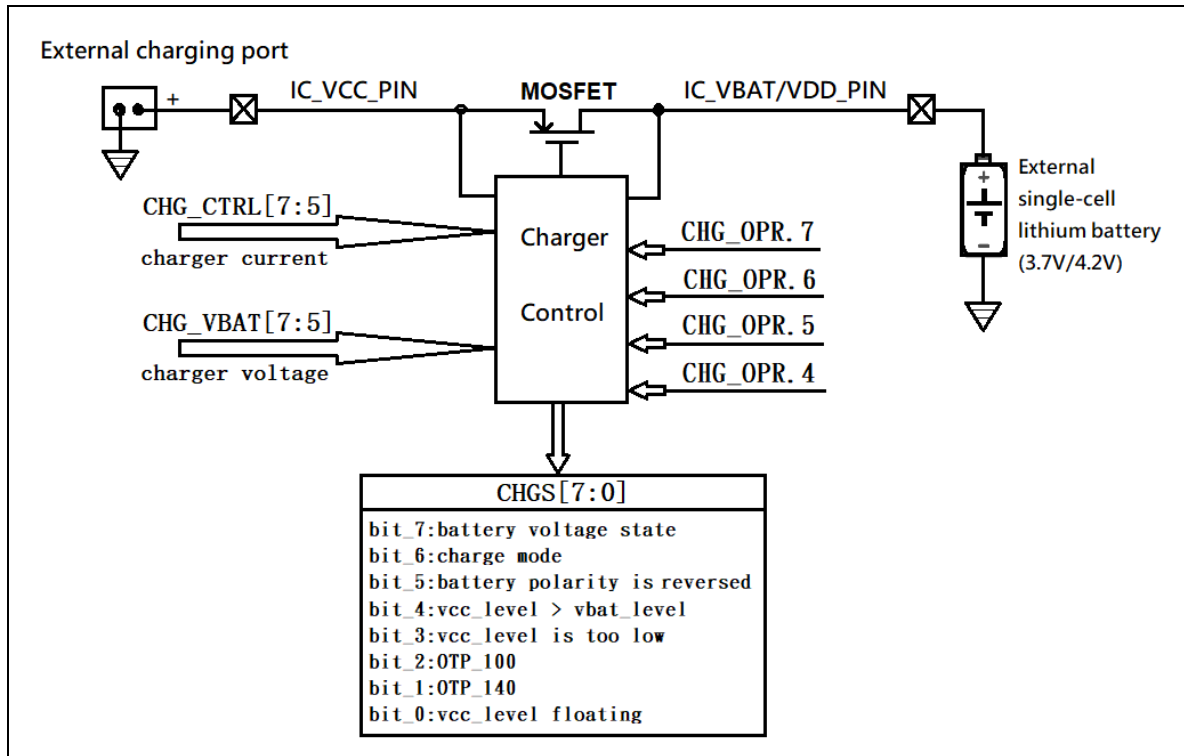 External charging port
+
IC_VCC_PIN
MOSFET
IC_VBAT/VDD_PIN
CHG_CTRL[7:5]
charger current
CHG_VBAT[7:5]
charger voltage
Charger
Control
CHG_OPR.7
CHG_OPR.6
CHG_OPR.5
CHG_OPR.4
+
−
External
single-cell
lithium battery
(3.7V/4.2V)
CHGS[7:0]
bit_7:battery voltage state
bit_6:charge mode
bit_5:battery polarity is reversed
bit_4:vcc_level > vbat_level
bit_3:vcc_level is too low
bit_2:OTP_100
bit_1:OTP_140
bit_0:vcc_level floating